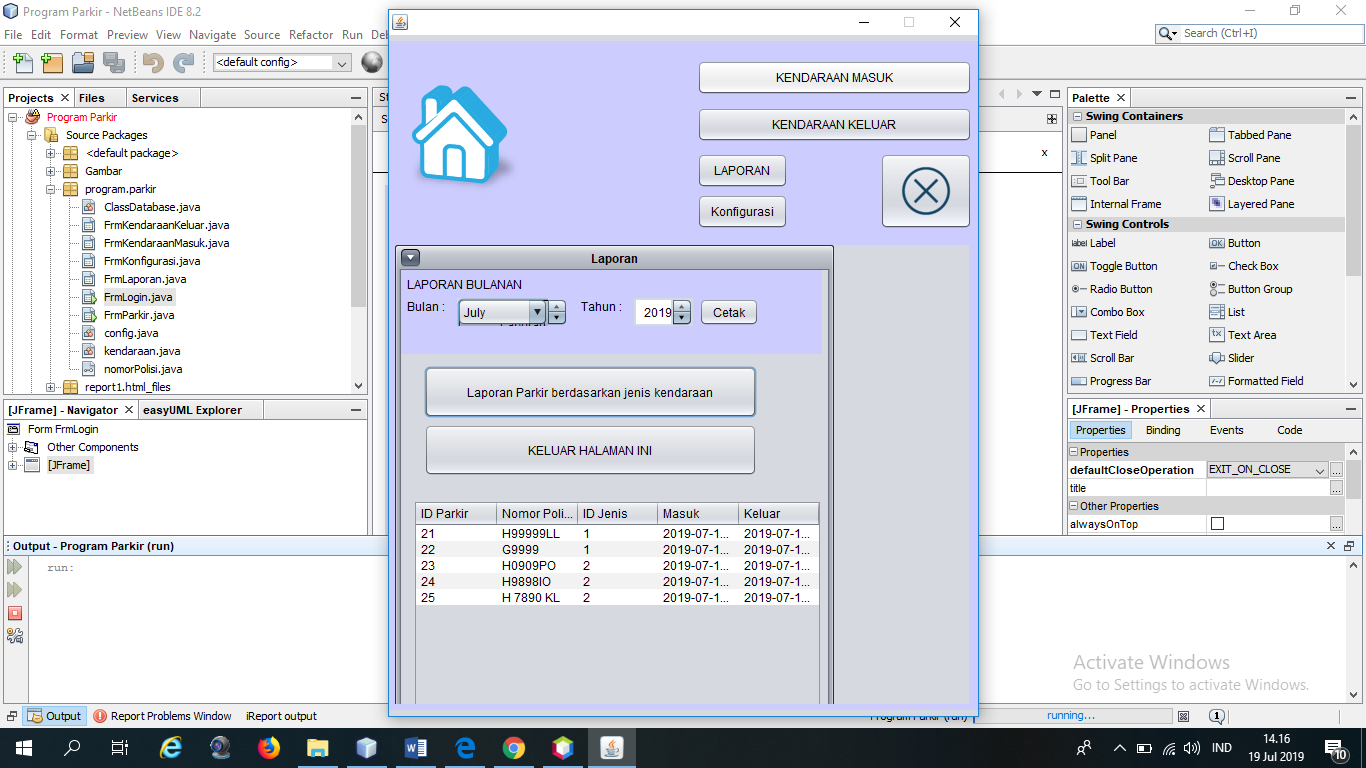 Program Parkir - NetBeans IDE 8.2
File Edit Format Preview View Navigate Source Refactor Run
Search (Ctrl+I)
<default config>
Projects Files Services
Program Parkir
Source Packages
<default package>
Gambar
program.parkir
ClassDatabase.java
FrmKendaraanKeluar.java
FrmKendaraanMasuk.java
FrmKonfigurasi.java
FrmLaporan.java
FrmLogin.java
FrmParkir.java
config.java
kendaraan.java
nomorPolisi.java
report1.html_files
[JFrame] - Navigator easyUML Explorer
Form FrmLogin
Other Components
[JFrame]
KENDARAAN MASUK
KENDARAAN KELUAR
LAPORAN
Konfigurasi
Laporan
LAPORAN BULANAN
Bulan : July Tahun : 2019 Cetak
Laporan Parkir berdasarkan jenis kendaraan
KELUAR HALAMAN INI
ID Parkir Nomor Poli... ID Jenis Masuk Keluar
21 H99999LL 1 2019-07-1... 2019-07-1...
22 G9999 1 2019-07-1... 2019-07-1...
23 H0909PO 2 2019-07-1... 2019-07-1...
24 H9898IO 2 2019-07-1... 2019-07-1...
25 H 7890 KL 2 2019-07-1... 2019-07-1...
x
Palette
Swing Containers
Panel Tabbed Pane
Split Pane Scroll Pane
Tool Bar Desktop Pane
Internal Frame Layered Pane
Swing Controls
Label Button
Toggle Button Check Box
Radio Button Button Group
Combo Box List
Text Field Text Area
Scroll Bar Slider
Progress Bar Formatted Field
[JFrame] - Properties
Properties Binding Events Code
Properties
defaultCloseOperation EXIT_ON_CLOSE ...
title ...
Other Properties
alwaysOnTop ...
Output - Program Parkir (run)
run:
Activate Windows
Go to Settings to activate Windows.
Output Report Problems Window iReport output
Program Parkir (run) running... 1
IND
14.16
19 Jul 2019
10